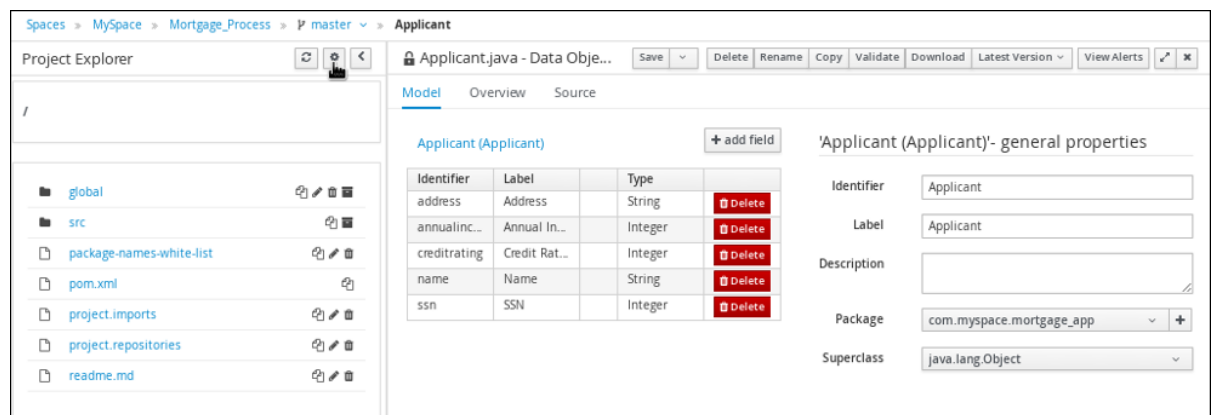 Spaces » MySpace » Mortgage_Process » master » Applicant
Project Explorer
/
global
src
package-names-white-list
pom.xml
project.imports
project.repositories
readme.md
Applicant.java - Data Obje... Save Delete Rename Copy Validate Download Latest Version View Alerts
Model Overview Source
Applicant (Applicant) + add field
Identifier Label Type
address Address String Delete
annualinc... Annual In... Integer Delete
creditrating Credit Rat... Integer Delete
name Name String Delete
ssn SSN Integer Delete
'Applicant (Applicant)'- general properties
Identifier Applicant
Label Applicant
Description
Package com.myspace.mortgage_app +
Superclass java.lang.Object